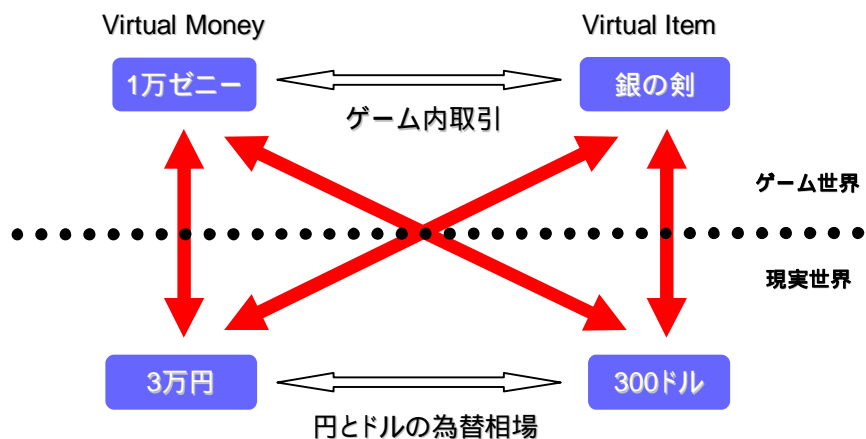 Virtual Money
Virtual Item
1万ゼニー
銀の剣
ゲーム内取引
ゲーム世界
現実世界
3万円
300ドル
円とドルの為替相場